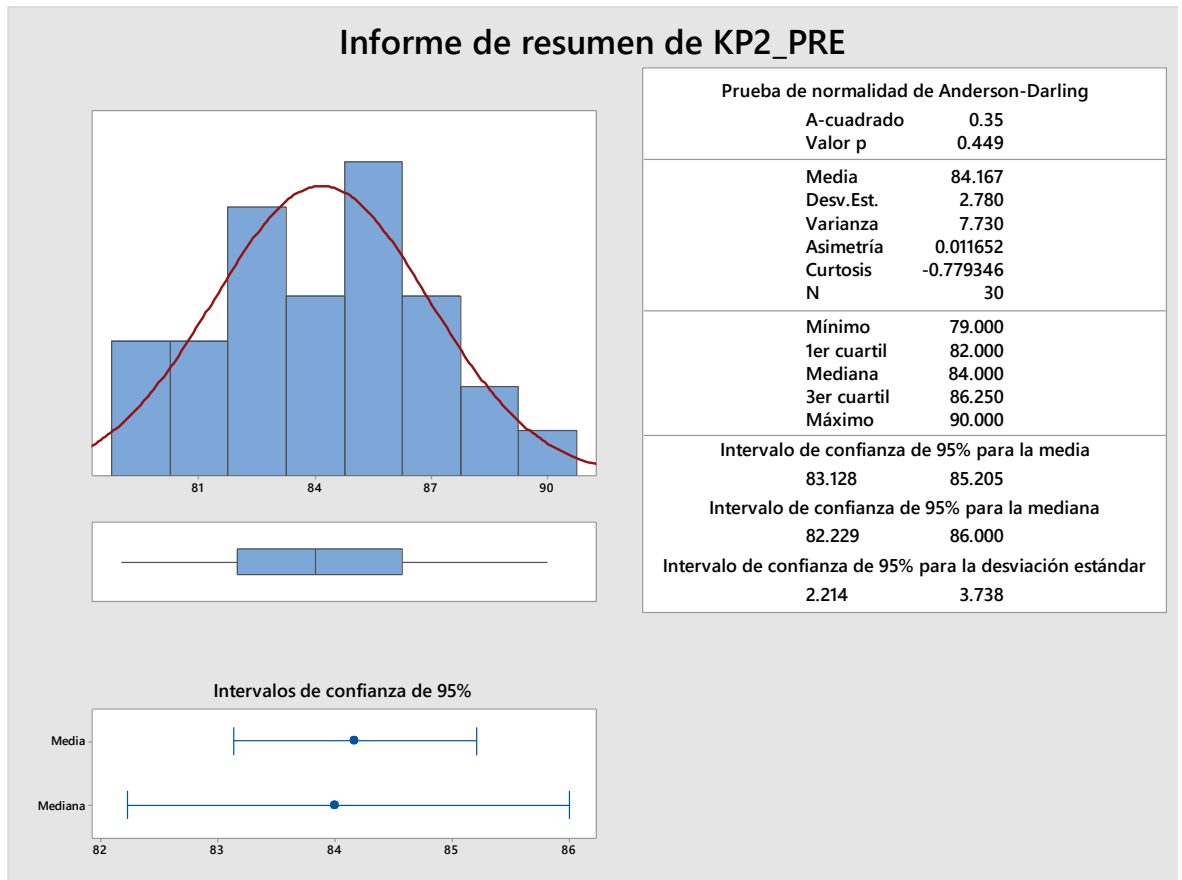 Informe de resumen de KP2_PRE
81 84 87 90
Prueba de normalidad de Anderson-Darling
A-cuadrado 0.35
Valor p 0.449
Media 84.167
Desv.Est. 2.780
Varianza 7.730
Asimetría 0.011652
Curtosis -0.779346
N 30
Mínimo 79.000
1er cuartil 82.000
Mediana 84.000
3er cuartil 86.250
Máximo 90.000
Intervalo de confianza de 95% para la media
83.128 85.205
Intervalo de confianza de 95% para la mediana
82.229 86.000
Intervalo de confianza de 95% para la desviación estándar
2.214 3.738
Intervalos de confianza de 95%
Media
Mediana
82 83 84 85 86